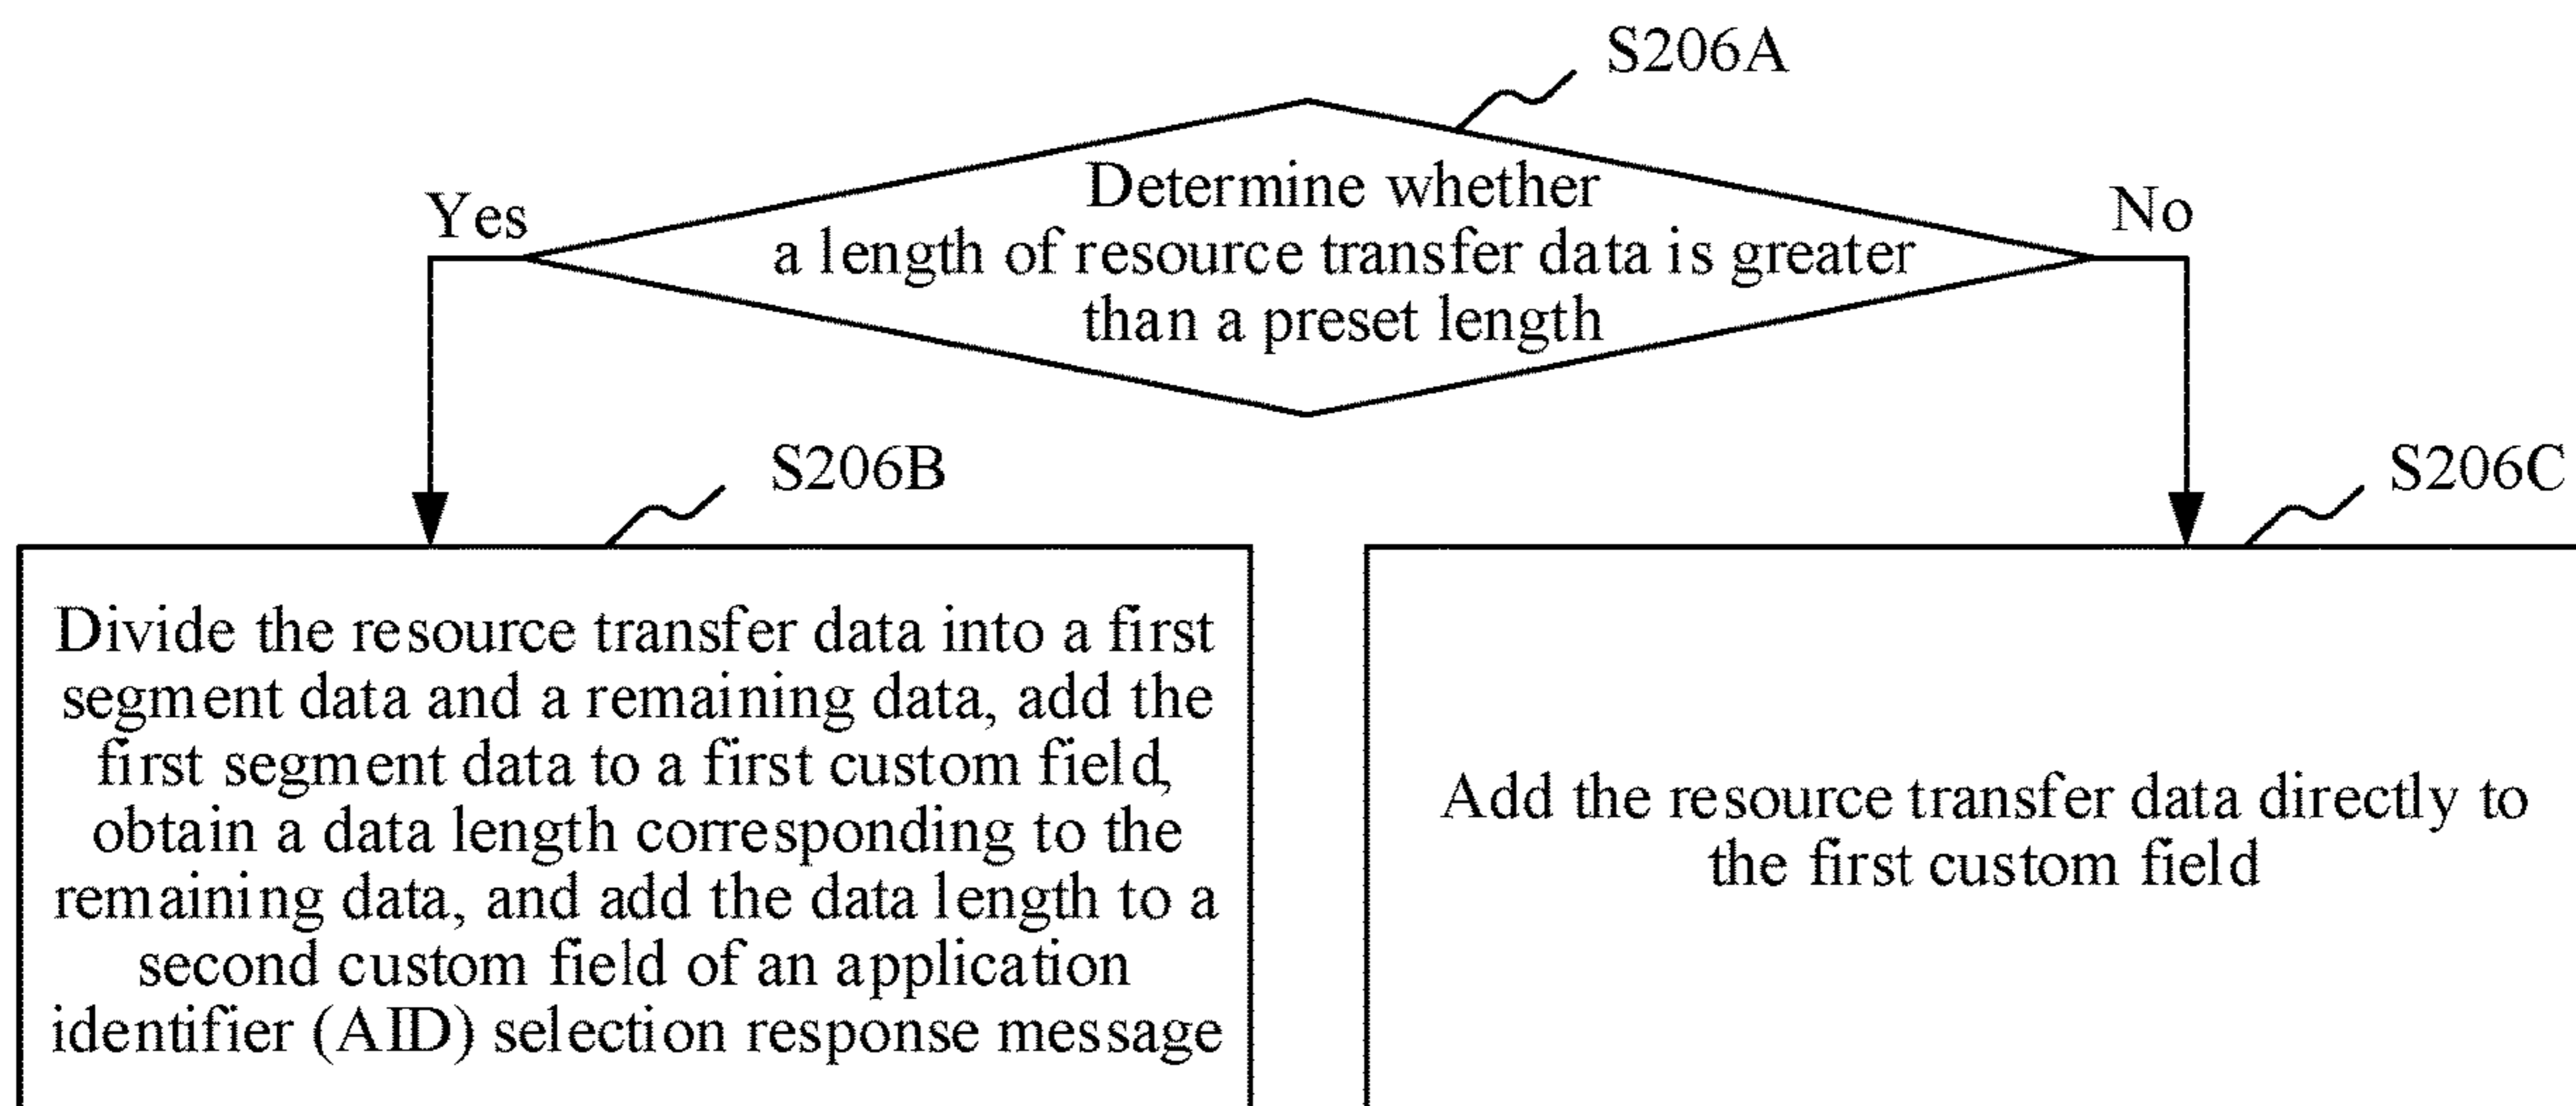 S206A
Determine whether
a length of resource transfer data is greater
than a preset length
Yes
No
S206B
Divide the resource transfer data into a first
segment data and a remaining data, add the
first segment data to a first custom field,
obtain a data length corresponding to the
remaining data, and add the data length to a
second custom field of an application
identifier (AID) selection response message
S206C
Add the resource transfer data directly to
the first custom field